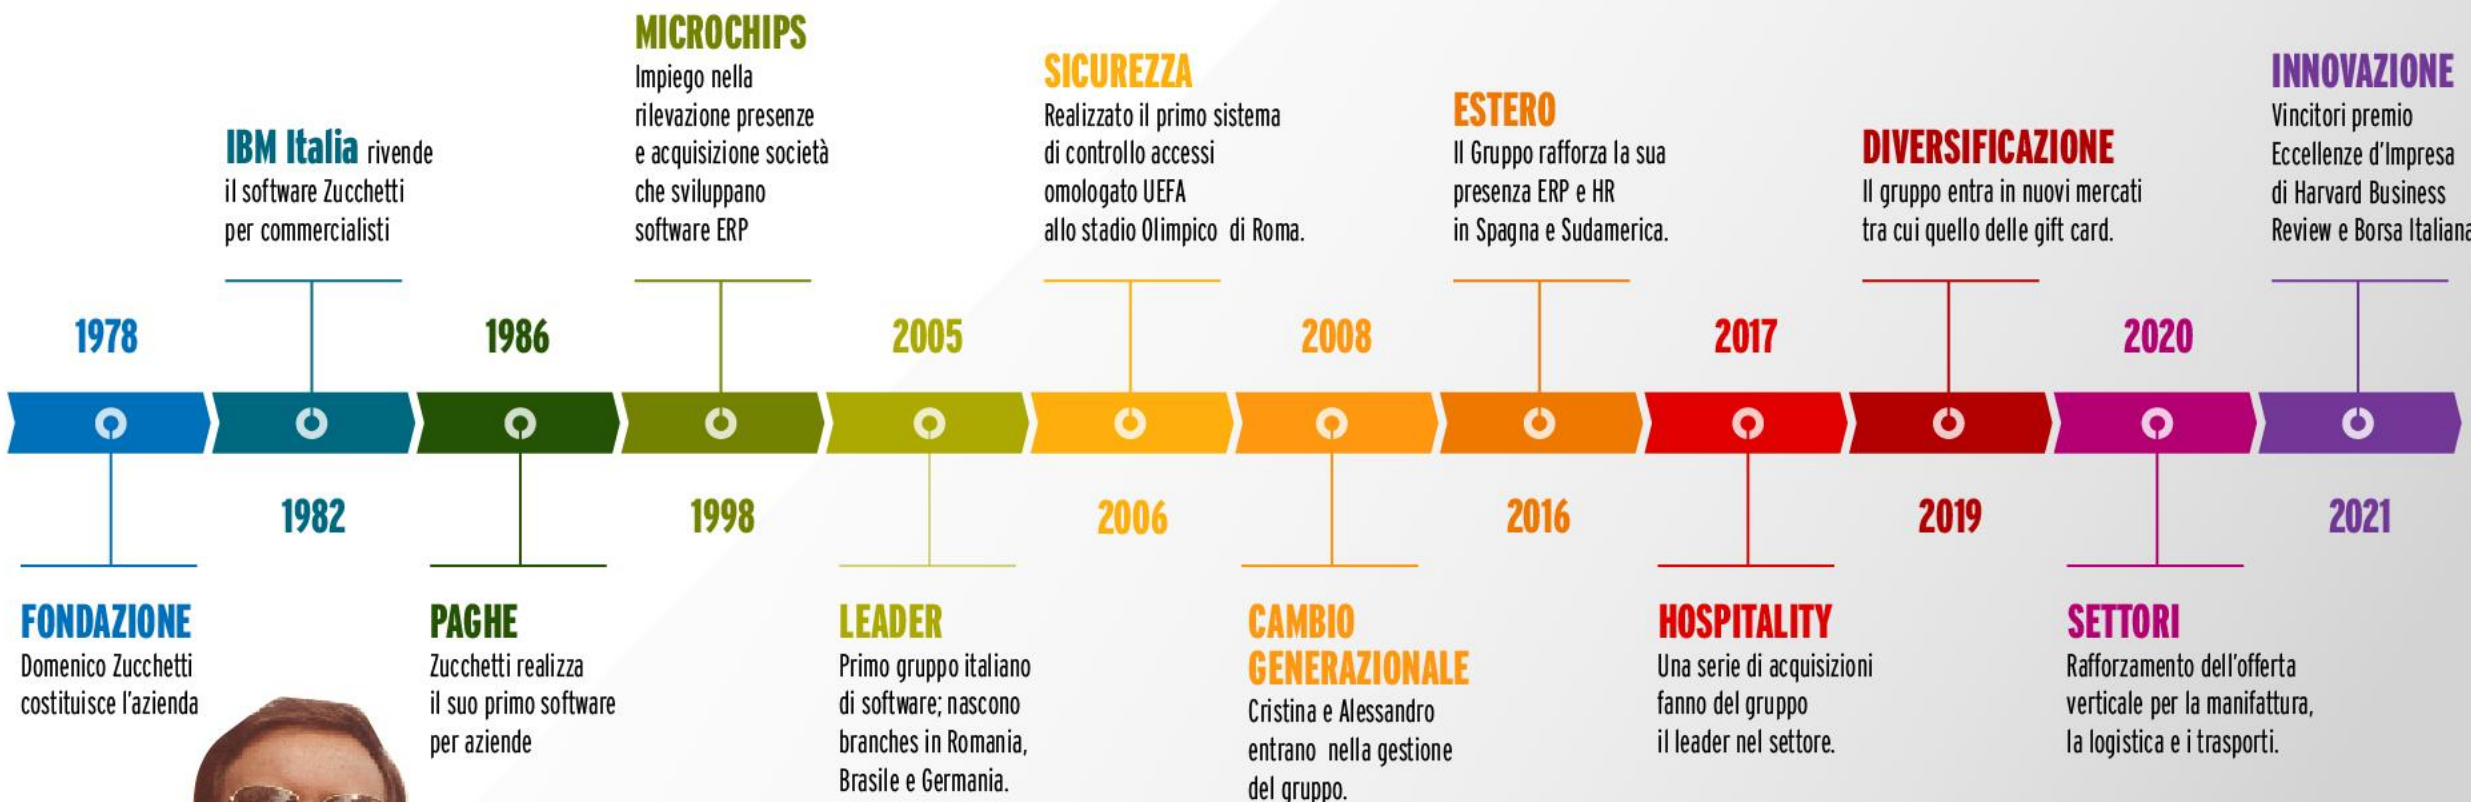 1978
FONDAZIONE
Domenico Zucchetti
costituisce l'azienda
IBM Italia rivende
il software Zucchetti
per commercialisti
1982
1986
PAGHE
Zucchetti realizza
il suo primo software
per aziende
MICROCHIPS
Impiego nella
rilevazione presenze
e acquisizione società
che sviluppano
software ERP
1998
2005
LEADER
Primo gruppo italiano
di software; nascono
branches in Romania,
Brasile e Germania.
SICUREZZA
Realizzato il primo sistema
di controllo accessi
omologato UEFA
allo stadio Olimpico di Roma.
2006
2008
CAMBIO
GENERAZIONALE
Cristina e Alessandro
entrano nella gestione
del gruppo.
ESTERO
Il Gruppo rafforza la sua
presenza ERP e HR
in Spagna e Sudamerica.
2016
2017
HOSPITALITY
Una serie di acquisizioni
fanno del gruppo
il leader nel settore.
DIVERSIFICAZIONE
Il gruppo entra in nuovi mercati
tra cui quello delle gift card.
2019
2020
SETTORI
Rafforzamento dell'offerta
verticale per la manifattura,
la logistica e i trasporti.
INNOVAZIONE
Vincitori premio
Eccellenze d'Impresa
di Harvard Business
Review e Borsa Italiana
2021